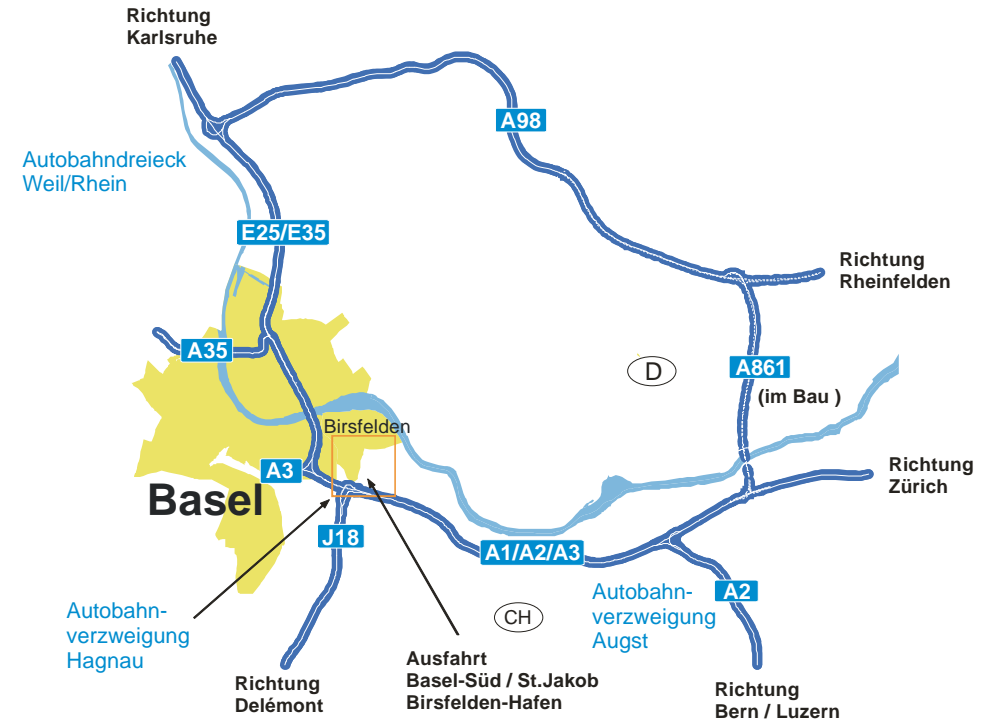 Richtung
Karlsruhe
A98
Autobahndreieck
Weil/Rhein
E25/E35
Richtung
Rheinfelden
A35
D
A861
(im Bau )
Birsfelden
A3
Basel
Richtung
Zürich
J18
A1/A2/A3
A2
Autobahn-
verzweigung
Hagnau
CH
Autobahn-
verzweigung
Augst
Ausfahrt
Basel-Süd / St.Jakob
Birsfelden-Hafen
Richtung
Delémont
Richtung
Bern / Luzern